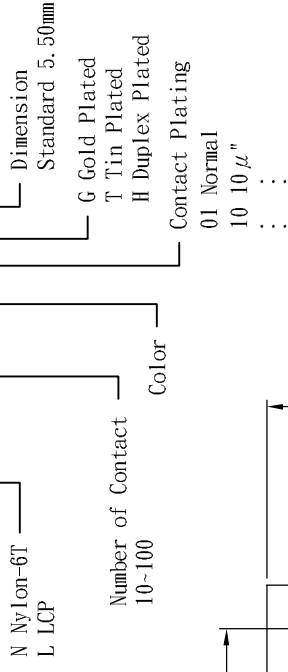 Dimension
Standard 5.50mm
G Gold Plated
T Tin Plated
H Duplex Plated
Contact Plating
01 Normal
10 10μ"
: :
: :
Color
Number of Contact
10~100
N Nylon-6T
L LCP